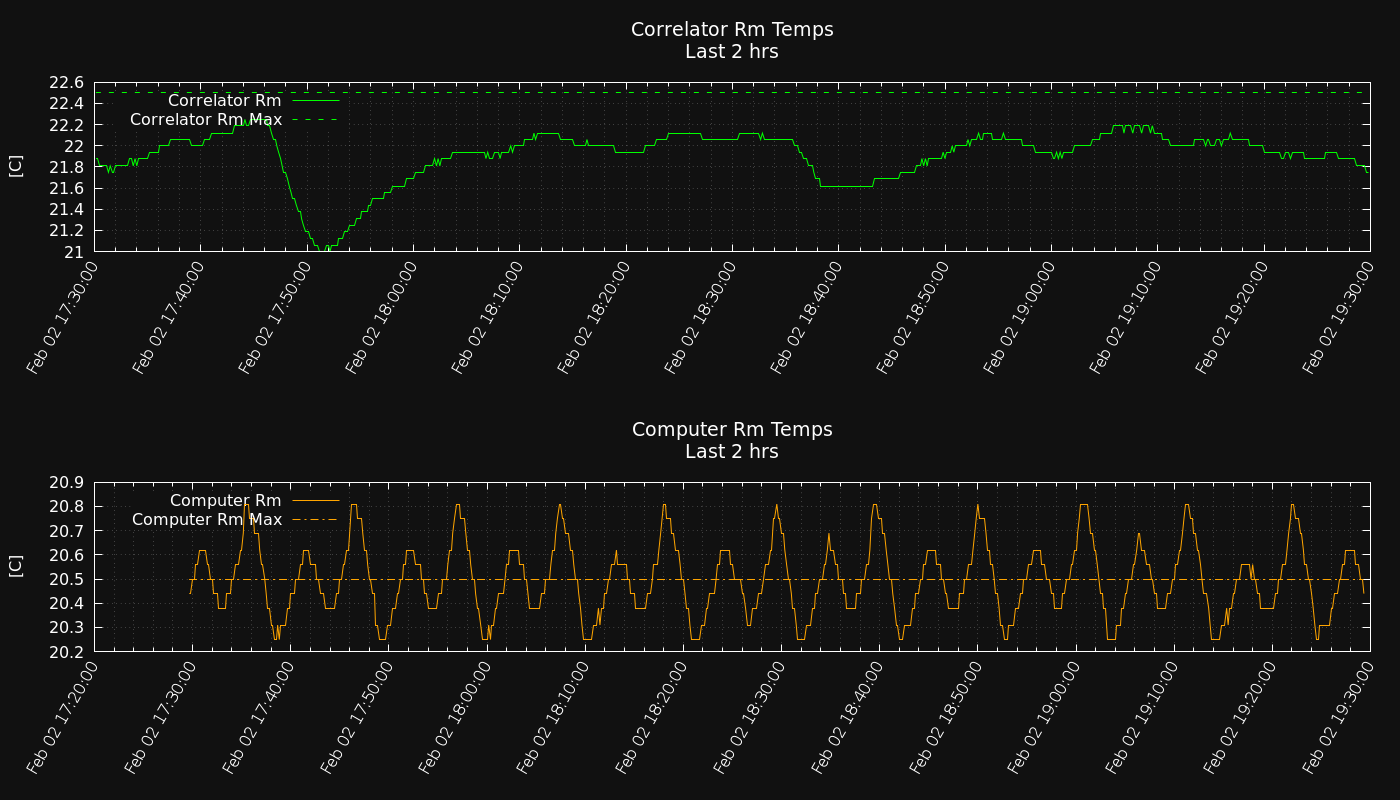 Correlator Rm Temps
Last 2 hrs
[C]
22.6
22.4
22.2
22
21.8
21.6
21.4
21.2
21
Correlator Rm
Correlator Rm Max
Feb 02 17:30:00
Feb 02 17:40:00
Feb 02 17:50:00
Feb 02 18:00:00
Feb 02 18:10:00
Feb 02 18:20:00
Feb 02 18:30:00
Feb 02 18:40:00
Feb 02 18:50:00
Feb 02 19:00:00
Feb 02 19:10:00
Feb 02 19:20:00
Feb 02 19:30:00
Computer Rm Temps
Last 2 hrs
[C]
20.9
20.8
20.7
20.6
20.5
20.4
20.3
20.2
Computer Rm
Computer Rm Max
Feb 02 17:20:00
Feb 02 17:30:00
Feb 02 17:40:00
Feb 02 17:50:00
Feb 02 18:00:00
Feb 02 18:10:00
Feb 02 18:20:00
Feb 02 18:30:00
Feb 02 18:40:00
Feb 02 18:50:00
Feb 02 19:00:00
Feb 02 19:10:00
Feb 02 19:20:00
Feb 02 19:30:00